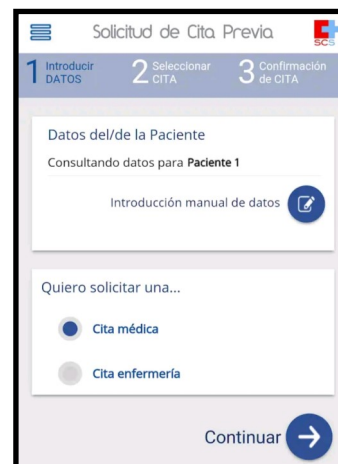 Solicitud de Cita Previa
SCS
1 Introducir DATOS
2 Seleccionar CITA
3 Confirmación de CITA
Datos del/de la Paciente
Consultando datos para Paciente 1
Introducción manual de datos
Quiero solicitar una...
Cita médica
Cita enfermería
Continuar